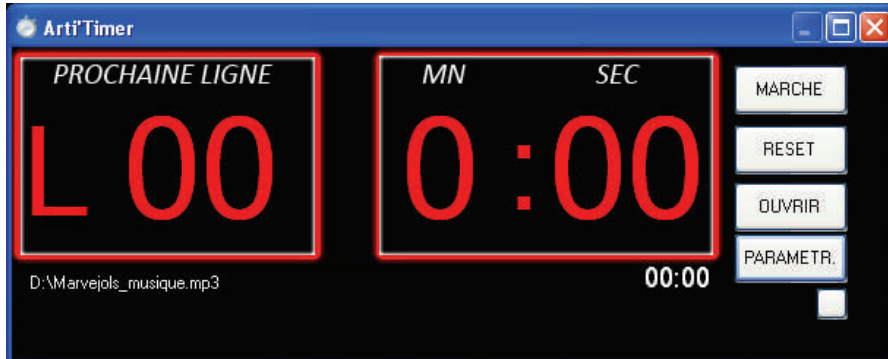 Arti'Timer
PROCHAINE LIGNE
L 00
MN SEC
0 : 00
MARCHE
RESET
OUVRIR
PARAMETR.
D:\Marvejols_musique.mp3
00:00